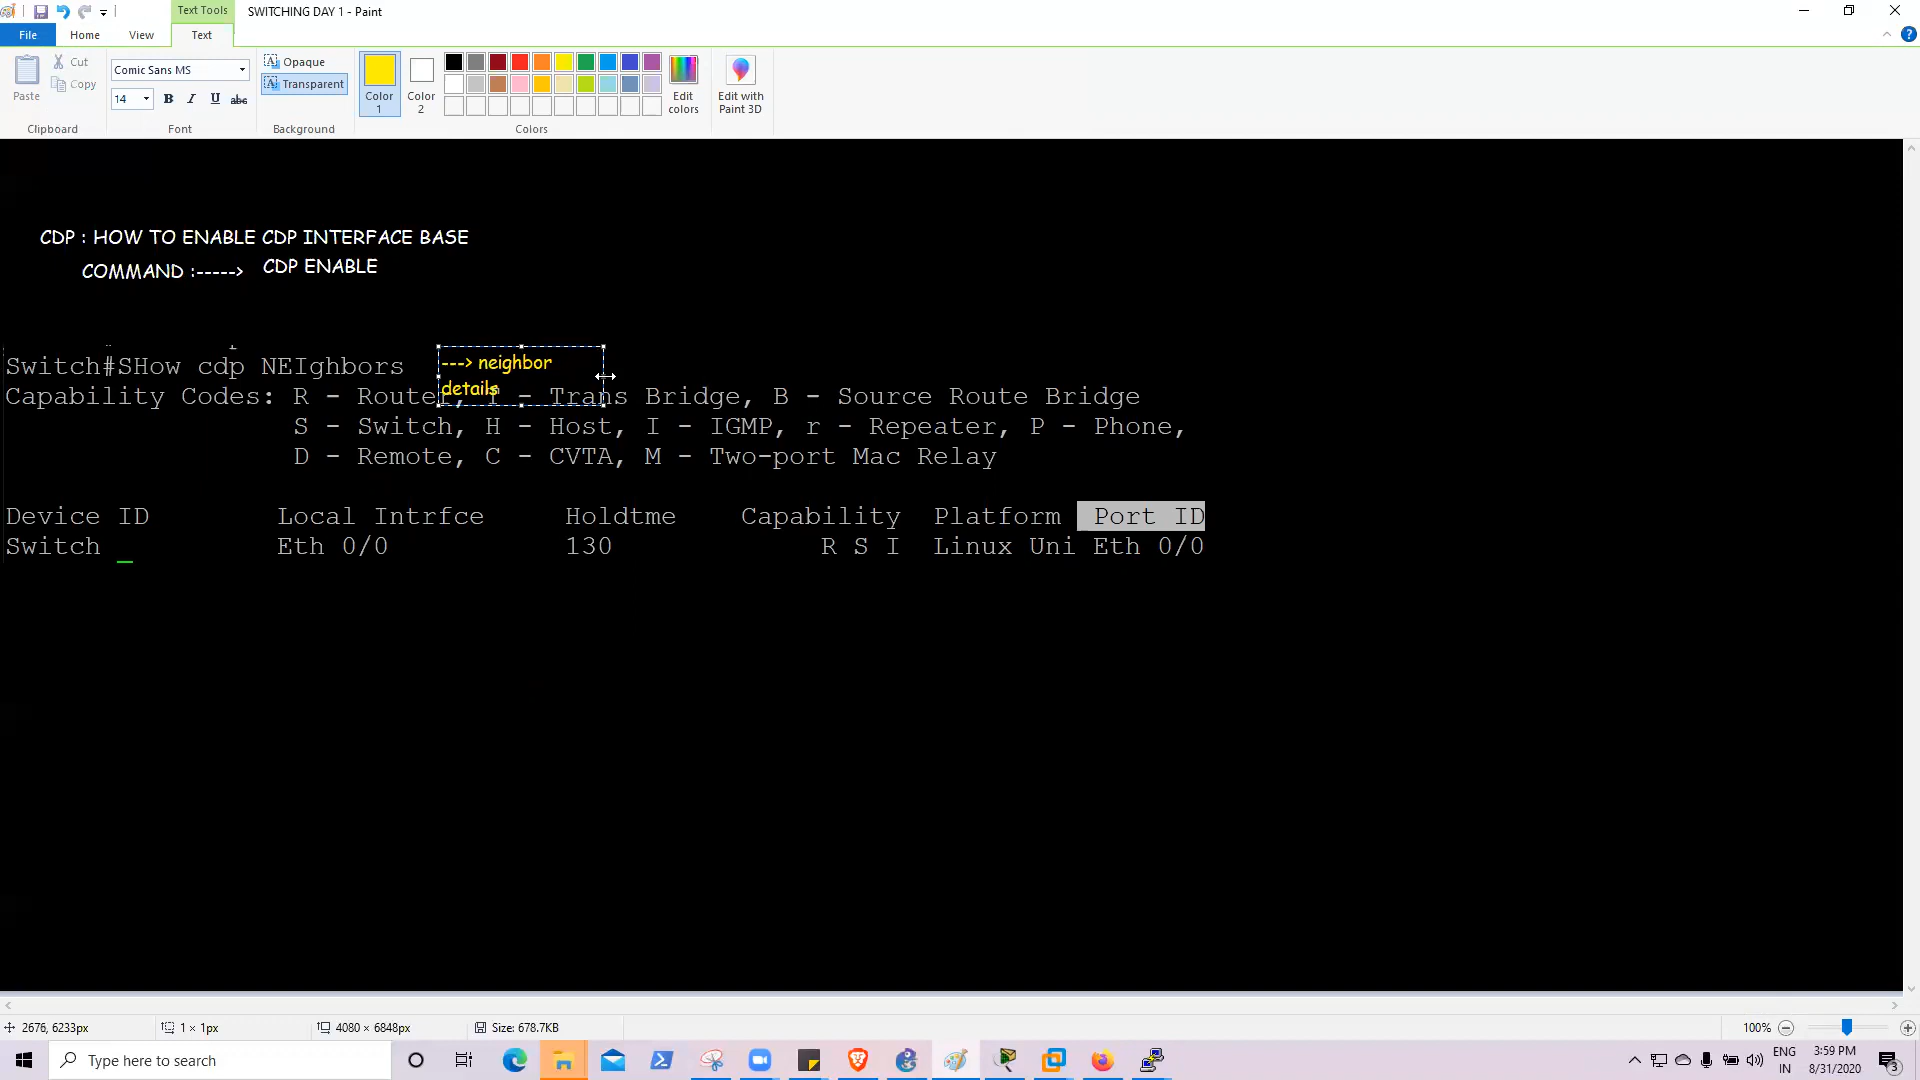 Text Tools
SWITCHING DAY 1 - Paint
File
Home
View
Text
Paste
Cut
Copy
Clipboard
Comic Sans MS
14
B
I
U
abc
Font
Opaque
Transparent
Background
Color 1
Color 2
Edit colors
Edit with Paint 3D
Colors
CDP : HOW TO ENABLE CDP INTERFACE BASE
COMMAND :-----> CDP ENABLE
Switch#SHow cdp NEIghbors
---> neighbor
details
Capability Codes: R - Router, T - Trans Bridge, B - Source Route Bridge
S - Switch, H - Host, I - IGMP, r - Repeater, P - Phone,
D - Remote, C - CVTA, M - Two-port Mac Relay
Device ID Local Intrfce Holdtme Capability Platform Port ID
Switch Eth 0/0 130 R S I Linux Uni Eth 0/0
2676, 6233px
1 × 1px
4080 × 6848px
Size: 678.7KB
100%
Type here to search
ENG
IN
3:59 PM
8/31/2020
3